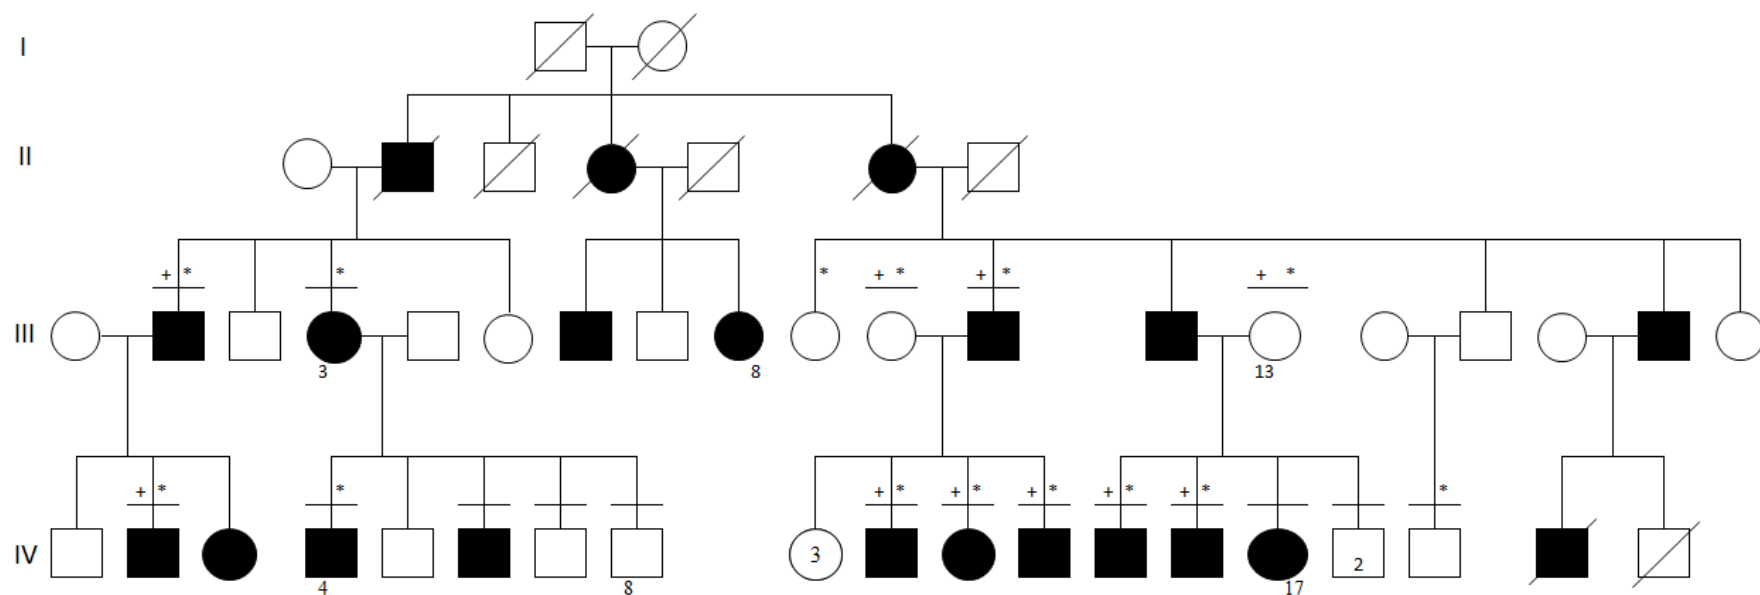 I
II
+ * * * + * + * + *
III
3 8 13
+ * * + * + * + * + * + * *
IV
3 2
4 8 17